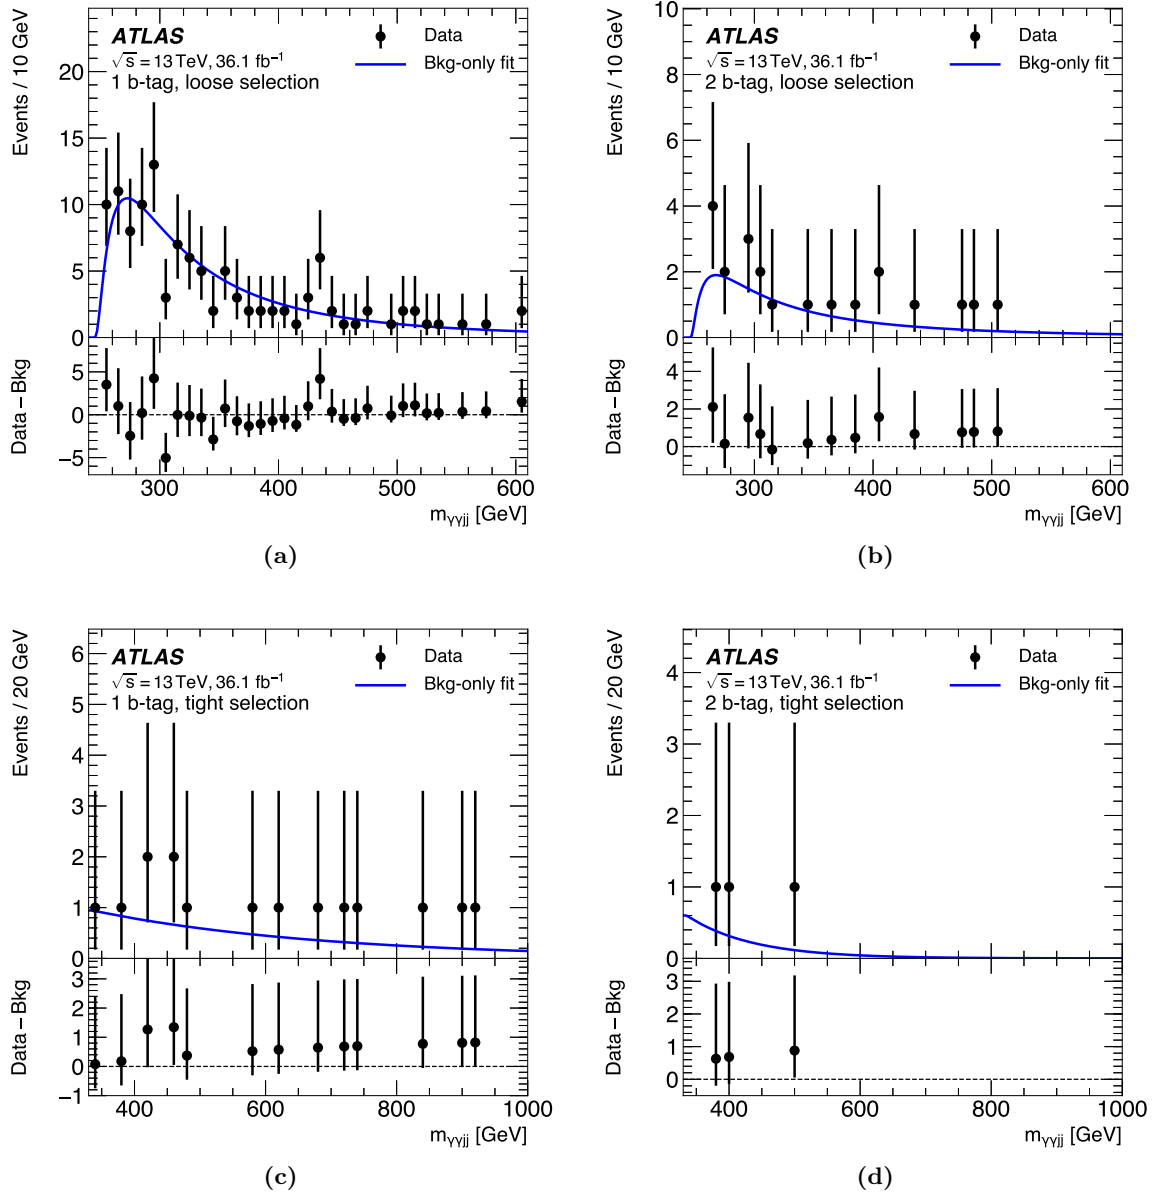 Events / 10 GeV
ATLAS
√s = 13 TeV, 36.1 fb⁻¹
1 b-tag, loose selection
Data
Bkg-only fit
20
15
10
5
0
Data−Bkg
5
0
−5
300 400 500 600
mγγjj [GeV]
(a)
Events / 10 GeV
ATLAS
√s = 13 TeV, 36.1 fb⁻¹
2 b-tag, loose selection
Data
Bkg-only fit
10
8
6
4
2
0
Data−Bkg
4
2
0
300 400 500 600
mγγjj [GeV]
(b)
Events / 20 GeV
ATLAS
√s = 13 TeV, 36.1 fb⁻¹
1 b-tag, tight selection
Data
Bkg-only fit
6
5
4
3
2
1
0
Data−Bkg
3
2
1
0
−1
400 600 800 1000
mγγjj [GeV]
(c)
Events / 20 GeV
ATLAS
√s = 13 TeV, 36.1 fb⁻¹
2 b-tag, tight selection
Data
Bkg-only fit
4
3
2
1
0
Data−Bkg
3
2
1
0
400 600 800 1000
mγγjj [GeV]
(d)